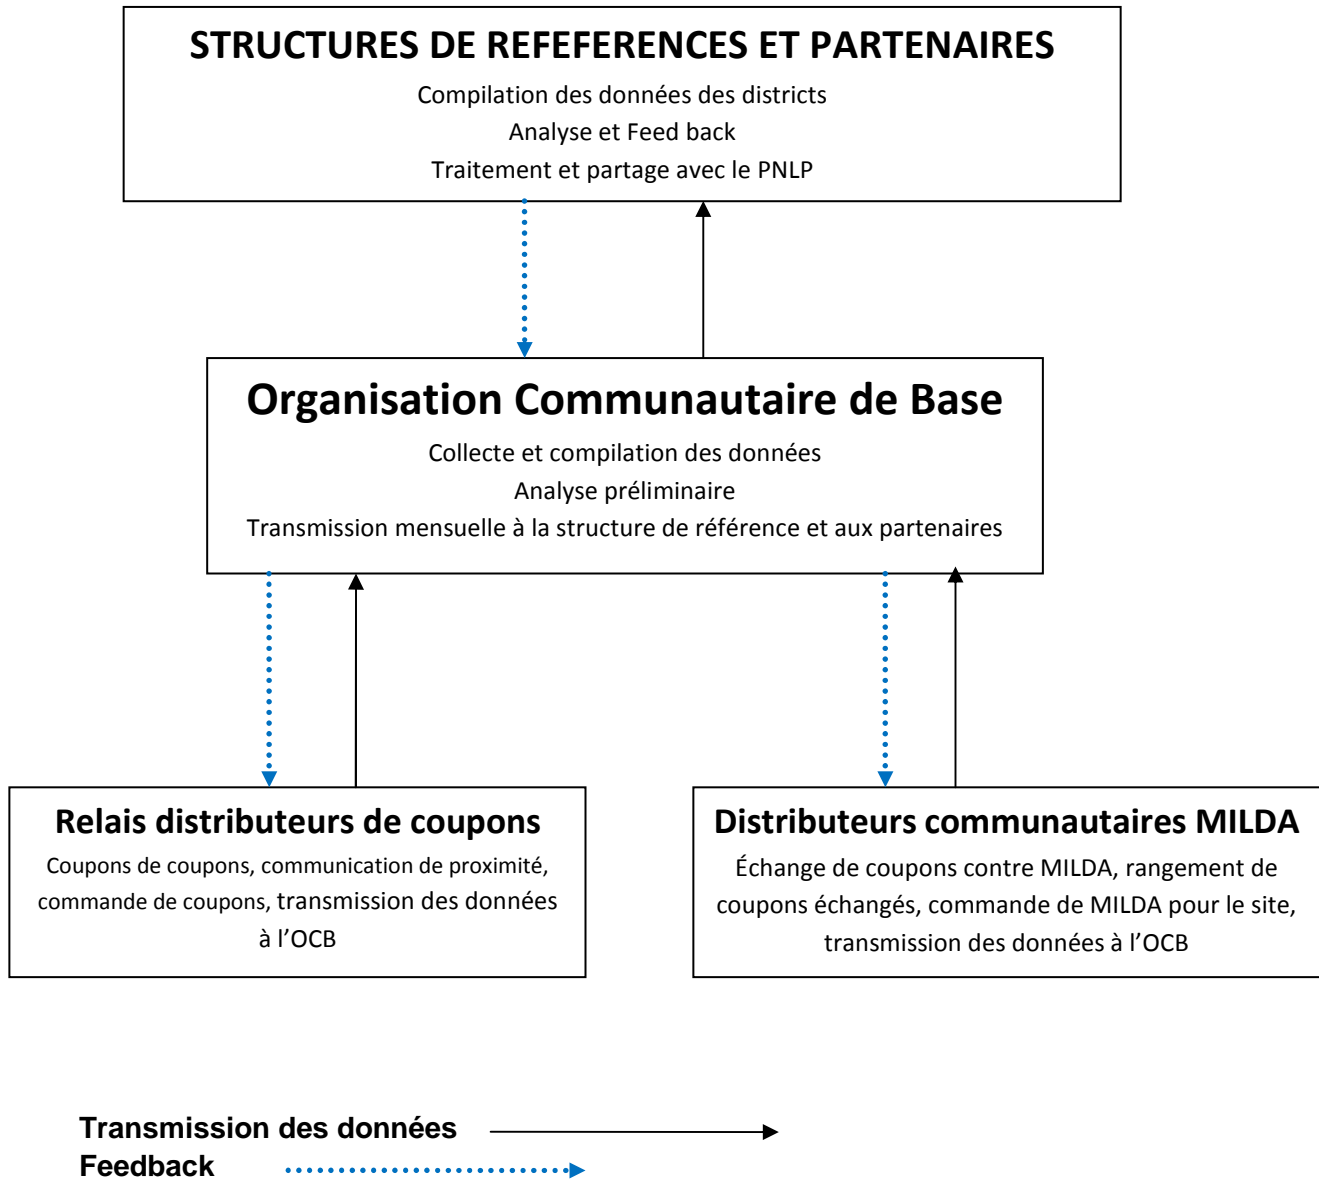 STRUCTURES DE REFEFERENCES ET PARTENAIRES
Compilation des données des districts
Analyse et Feed back
Traitement et partage avec le PNLP
Organisation Communautaire de Base
Collecte et compilation des données
Analyse préliminaire
Transmission mensuelle à la structure de référence et aux partenaires
Relais distributeurs de coupons
Coupons de coupons, communication de proximité,
commande de coupons, transmission des données
à l’OCB
Distributeurs communautaires MILDA
Échange de coupons contre MILDA, rangement de
coupons échangés, commande de MILDA pour le site,
transmission des données à l’OCB
Transmission des données
Feedback